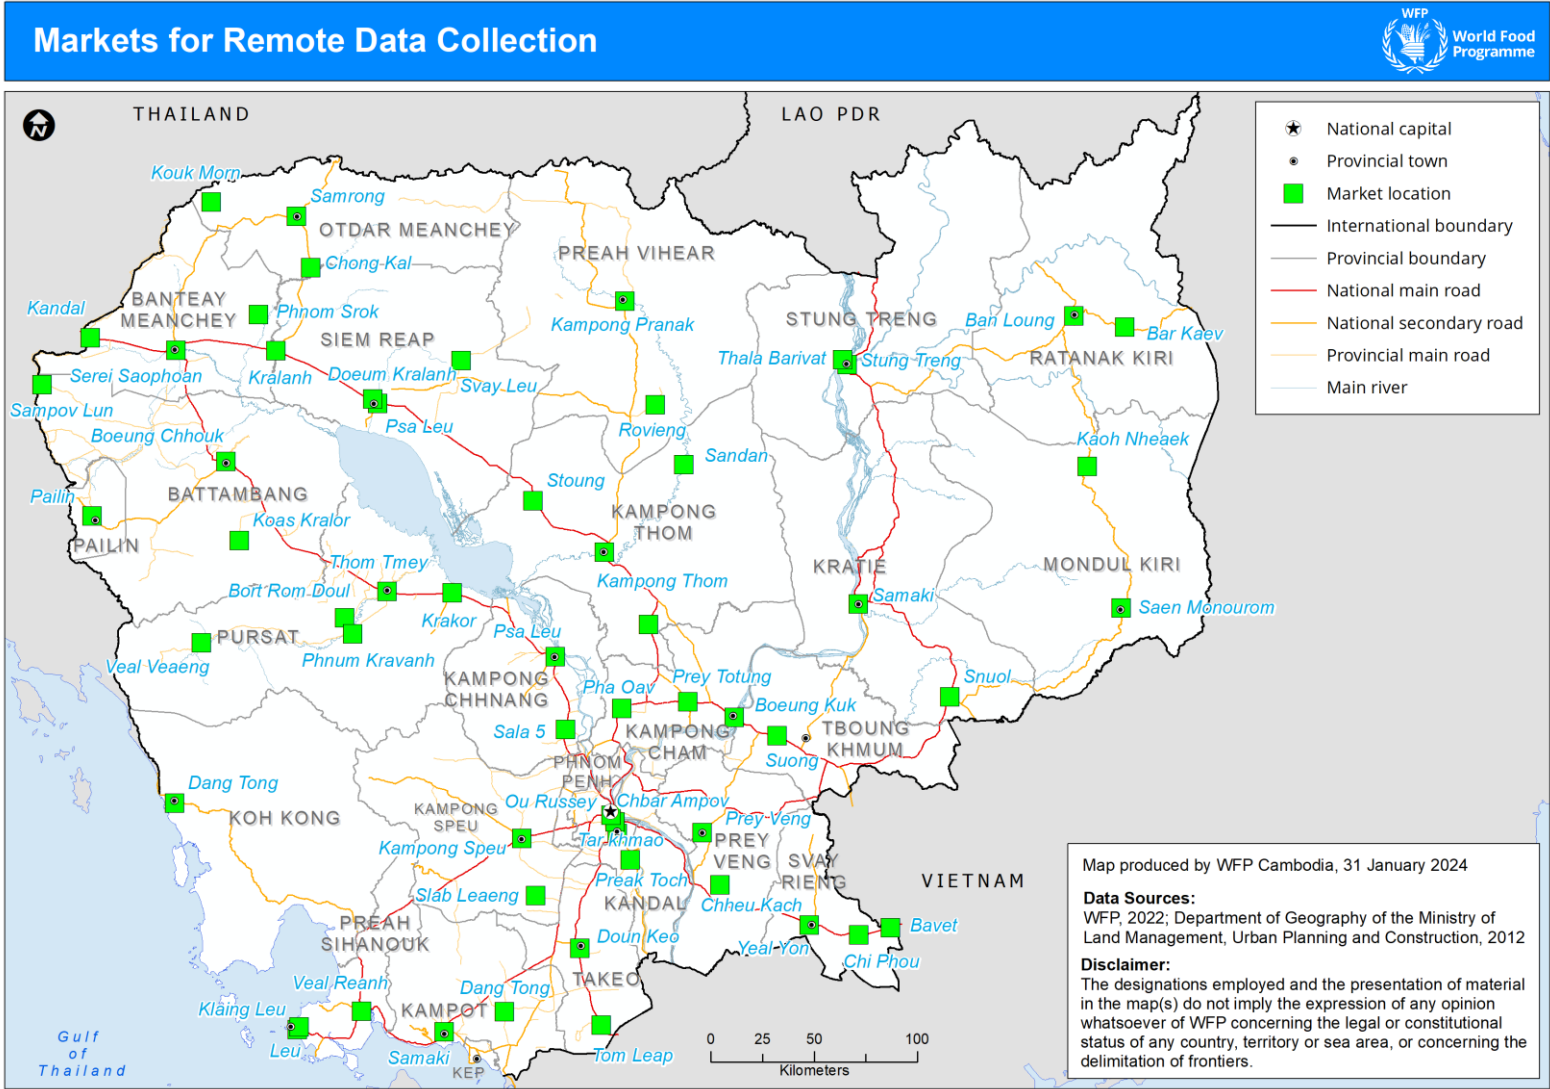 Markets for Remote Data Collection
WFP
World Food
Programme
THAILAND
LAO PDR
N
National capital
Provincial town
Market location
International boundary
Provincial boundary
National main road
National secondary road
Provincial main road
Main river
Kouk Morn
Samrong
OTDAR MEANCHEY
PREAH VIHEAR
Chong Kal
Kandal
BANTEAY
MEANCHEY
Phnom Srok
SIEM REAP
Kampong Pranak
STUNG TRENG
Ban Loung
Bar Kaev
RATANAK KIRI
Thala Barivat
Stung Treng
Serei Saophoan
Kralanh
Doeum Kralanh
Svay Leu
Sampov Lun
Psa Leu
Rovieng
Boeung Chhouk
Kaoh Nheaek
Sandan
Stoung
Pailin
BATTAMBANG
KAMPONG
THOM
Koas Kralor
PAILIN
Thom Tmey
KRATIE
MONDUL KIRI
Kampong Thom
Bort Rom Doul
Samaki
Saen Monourom
Krakor
Psa Leu
PURSAT
Veal Veaeng
Phnum Kravanh
KAMPONG
CHHNANG
Pha Oav
Prey Totung
Snuol
Boeung Kuk
Sala 5
KAMPONG
CHAM
TBOUNG
KHMUM
Suong
PHNOM
PENH
Dang Tong
KOH KONG
KAMPONG
SPEU
Ou Russey
Chbar Ampov
Prey Veng
Tar khmao
PREY
VENG
Kampong Speu
SVAY
RIENG
Preak Toch
Slab Leaeng
KANDAL
Chheu Kach
VIETNAM
PREAH
SIHANOUK
Doun Keo
Yeal Yon
Bavet
Chi Phou
TAKEO
Veal Reanh
Dang Tong
Klaing Leu
KAMPOT
Leu
Samaki
KEP
Tom Leap
Gulf
of
Thailand
0 25 50 100
Kilometers
Map produced by WFP Cambodia, 31 January 2024
Data Sources:
WFP, 2022; Department of Geography of the Ministry of
Land Management, Urban Planning and Construction, 2012
Disclaimer:
The designations employed and the presentation of material
in the map(s) do not imply the expression of any opinion
whatsoever of WFP concerning the legal or constitutional
status of any country, territory or sea area, or concerning the
delimitation of frontiers.